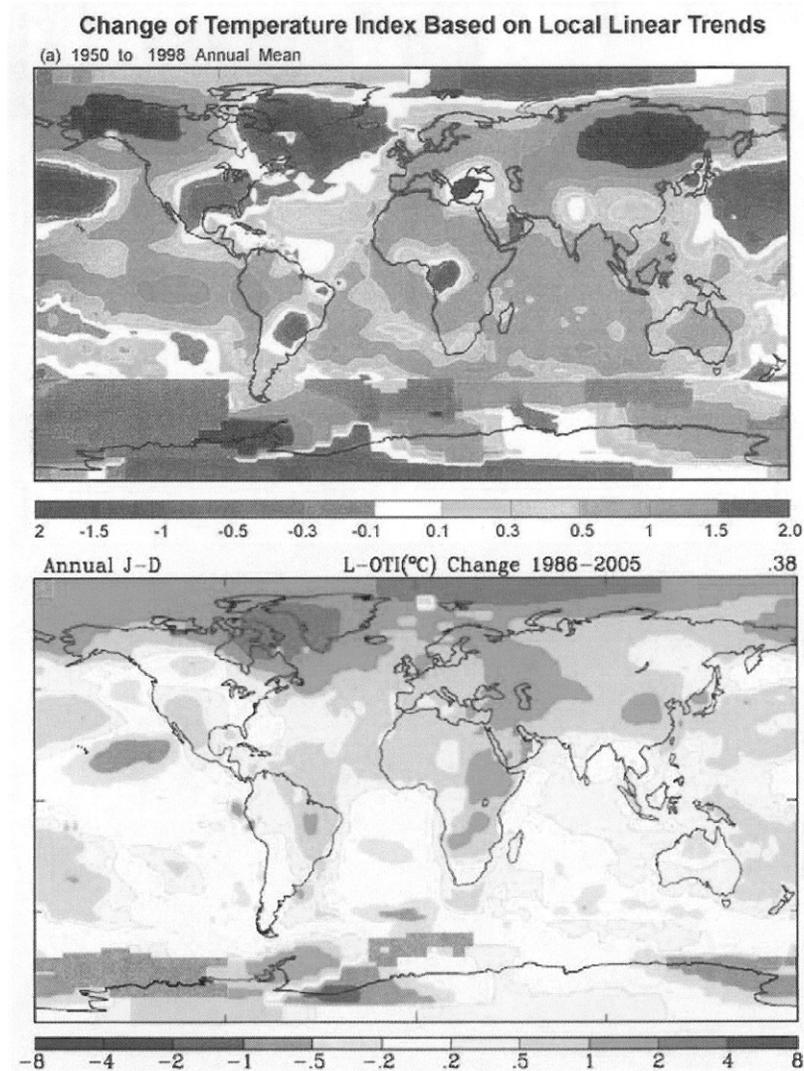 Change of Temperature Index Based on Local Linear Trends
(a) 1950 to 1998 Annual Mean
2 -1.5 -1 -0.5 -0.3 -0.1 0.1 0.3 0.5 1 1.5 2.0
Annual J-D L-OTI(°C) Change 1986-2005 .38
-8 -4 -2 -1 -.5 -.2 .2 .5 1 2 4 8